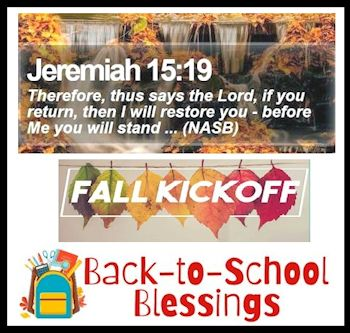 Jeremiah 15:19
Therefore, thus says the Lord, if you
return, then I will restore you - before
Me you will stand ... (NASB)
FALL KICKOFF
Back-to-School
Blessings